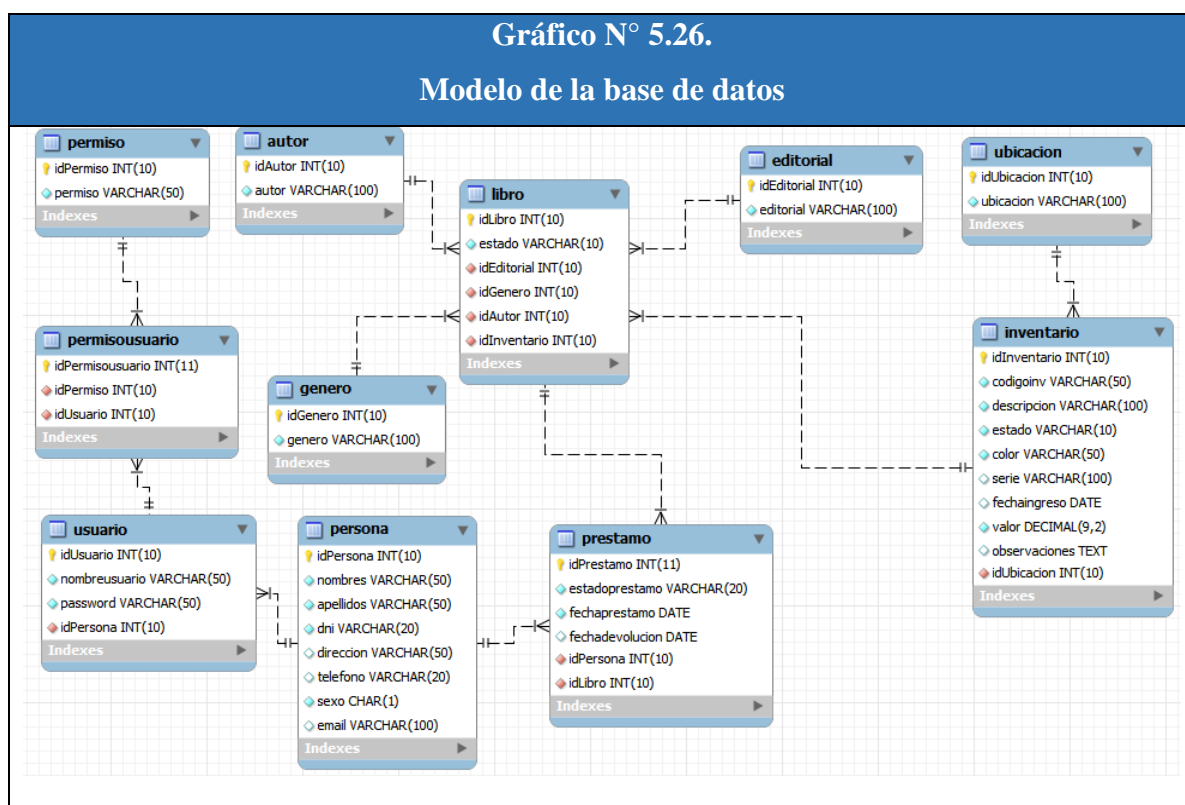 Gráfico N° 5.26.
Modelo de la base de datos
permiso
idPermiso INT(10)
permiso VARCHAR(50)
Indexes
autor
idAutor INT(10)
autor VARCHAR(100)
Indexes
libro
idLibro INT(10)
estado VARCHAR(10)
idEditorial INT(10)
idGenero INT(10)
idAutor INT(10)
idInventario INT(10)
Indexes
editorial
idEditorial INT(10)
editorial VARCHAR(100)
Indexes
ubicacion
idUbicacion INT(10)
ubicacion VARCHAR(100)
Indexes
permisousuario
idPermisousuario INT(11)
idPermiso INT(10)
idUsuario INT(10)
Indexes
genero
idGenero INT(10)
genero VARCHAR(100)
Indexes
inventario
idInventario INT(10)
codigoinv VARCHAR(50)
descripcion VARCHAR(100)
estado VARCHAR(10)
color VARCHAR(50)
serie VARCHAR(100)
fechaingreso DATE
valor DECIMAL(9,2)
observaciones TEXT
idUbicacion INT(10)
Indexes
usuario
idUsuario INT(10)
nombreusuario VARCHAR(50)
password VARCHAR(50)
idPersona INT(10)
Indexes
persona
idPersona INT(10)
nombres VARCHAR(50)
apellidos VARCHAR(50)
dni VARCHAR(20)
direccion VARCHAR(50)
telefono VARCHAR(20)
sexo CHAR(1)
email VARCHAR(100)
Indexes
prestamo
idPrestamo INT(11)
estadoprestamo VARCHAR(20)
fechaprestamo DATE
fechadevolucion DATE
idPersona INT(10)
idLibro INT(10)
Indexes